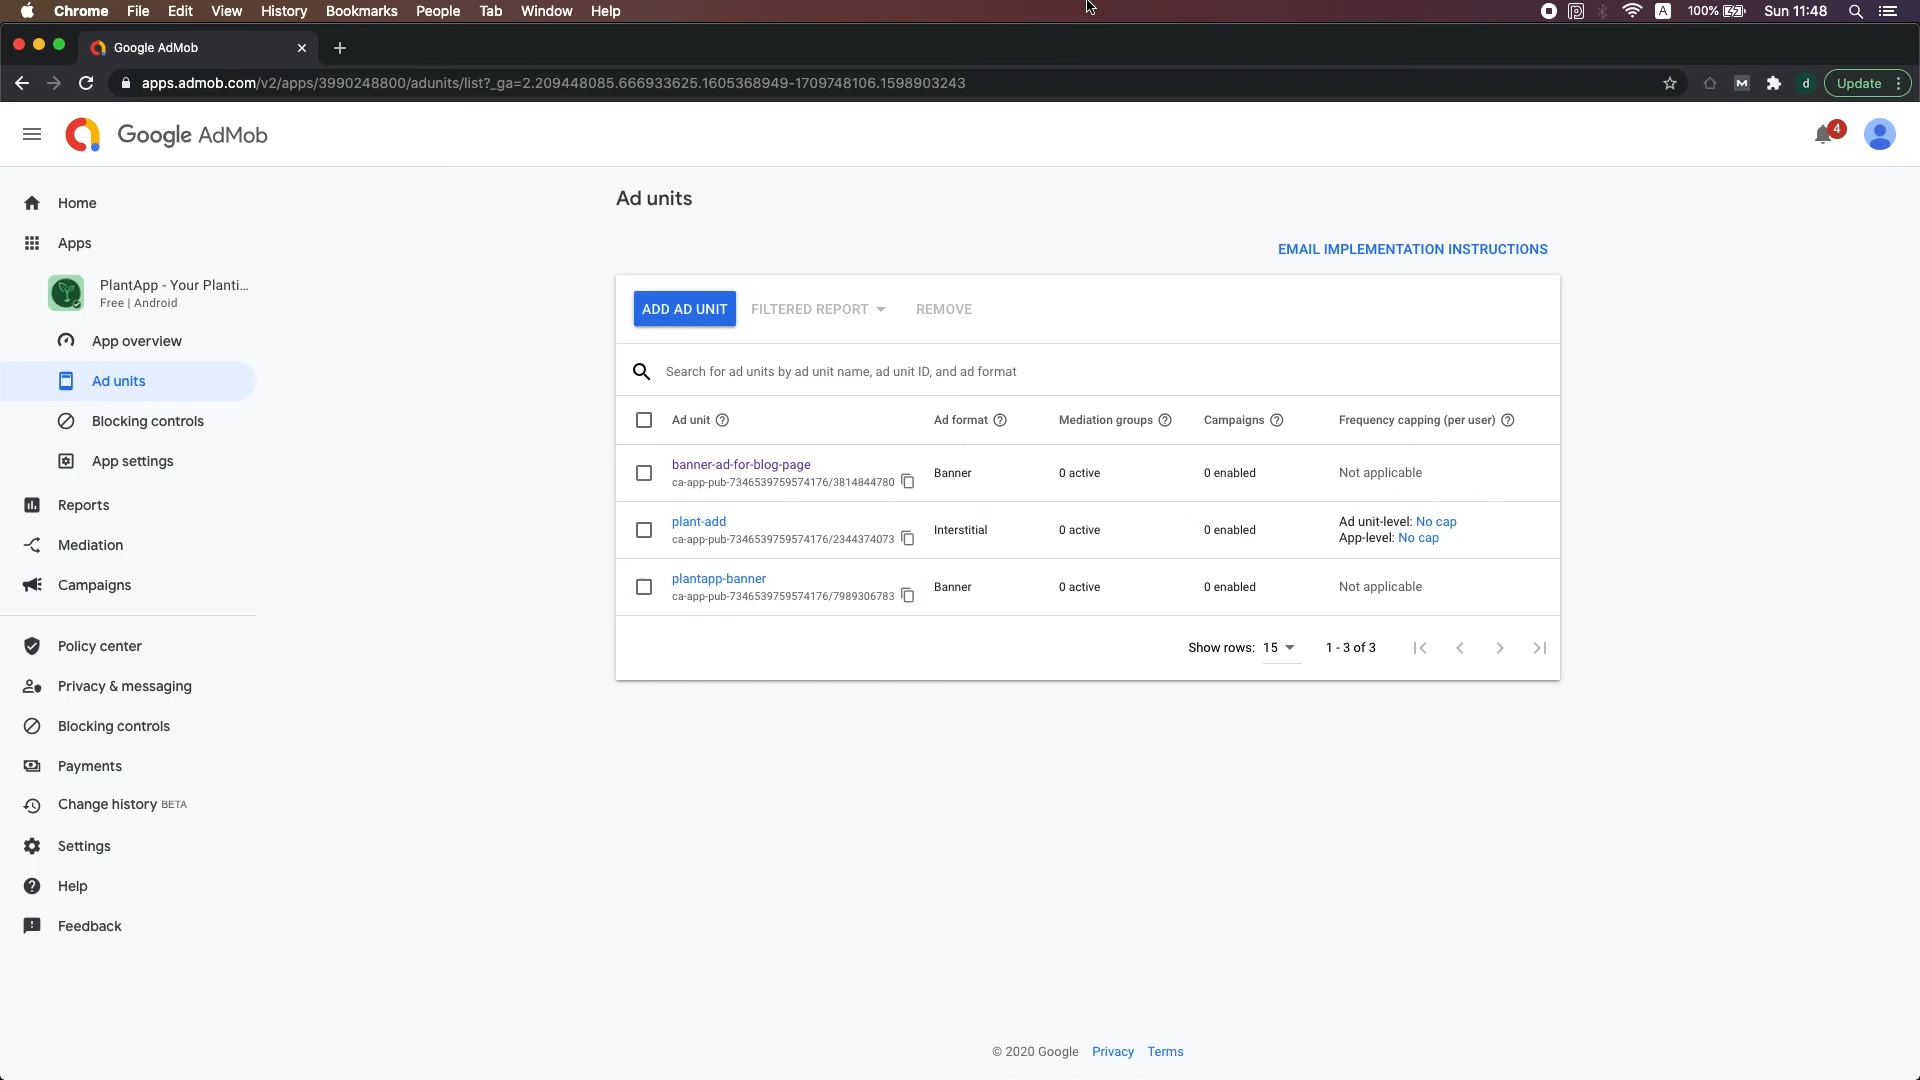 Chrome File Edit View History Bookmarks People Tab Window Help
A 100% Sun 11:48
Google AdMob
apps.admob.com/v2/apps/3990248800/adunits/list?_ga=2.209448085.666933625.1605368949-1709748106.1598903243
M d Update
Google AdMob
4
Home
Apps
PlantApp - Your Planti...
Free | Android
App overview
Ad units
Blocking controls
App settings
Reports
Mediation
Campaigns
Policy center
Privacy & messaging
Blocking controls
Payments
Change history BETA
Settings
Help
Feedback
Ad units
EMAIL IMPLEMENTATION INSTRUCTIONS
ADD AD UNIT FILTERED REPORT REMOVE
Search for ad units by ad unit name, ad unit ID, and ad format
Ad unit Ad format Mediation groups Campaigns Frequency capping (per user)
banner-ad-for-blog-page
ca-app-pub-7346539759574176/3814844780
Banner 0 active 0 enabled Not applicable
plant-add
ca-app-pub-7346539759574176/2344374073
Interstitial 0 active 0 enabled
Ad unit-level: No cap
App-level: No cap
plantapp-banner
ca-app-pub-7346539759574176/7989306783
Banner 0 active 0 enabled Not applicable
Show rows: 15 1 - 3 of 3
© 2020 Google Privacy Terms